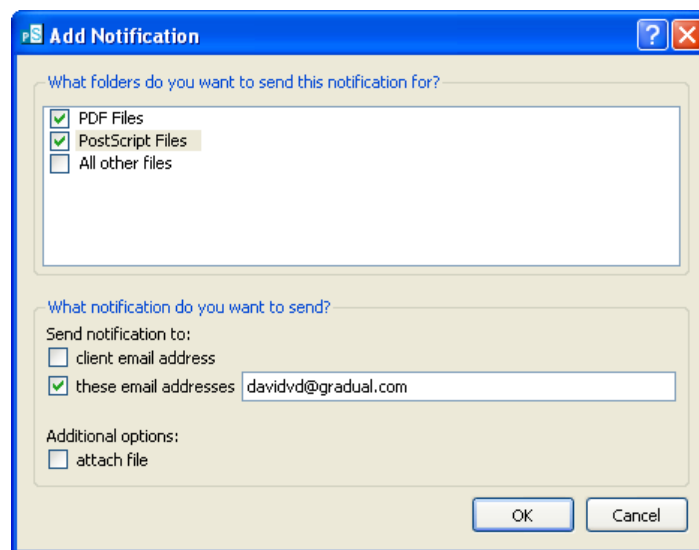 pS Add Notification
What folders do you want to send this notification for?
PDF Files
PostScript Files
All other files
What notification do you want to send?
Send notification to:
client email address
these email addresses davidvd@gradual.com
Additional options:
attach file
OK Cancel